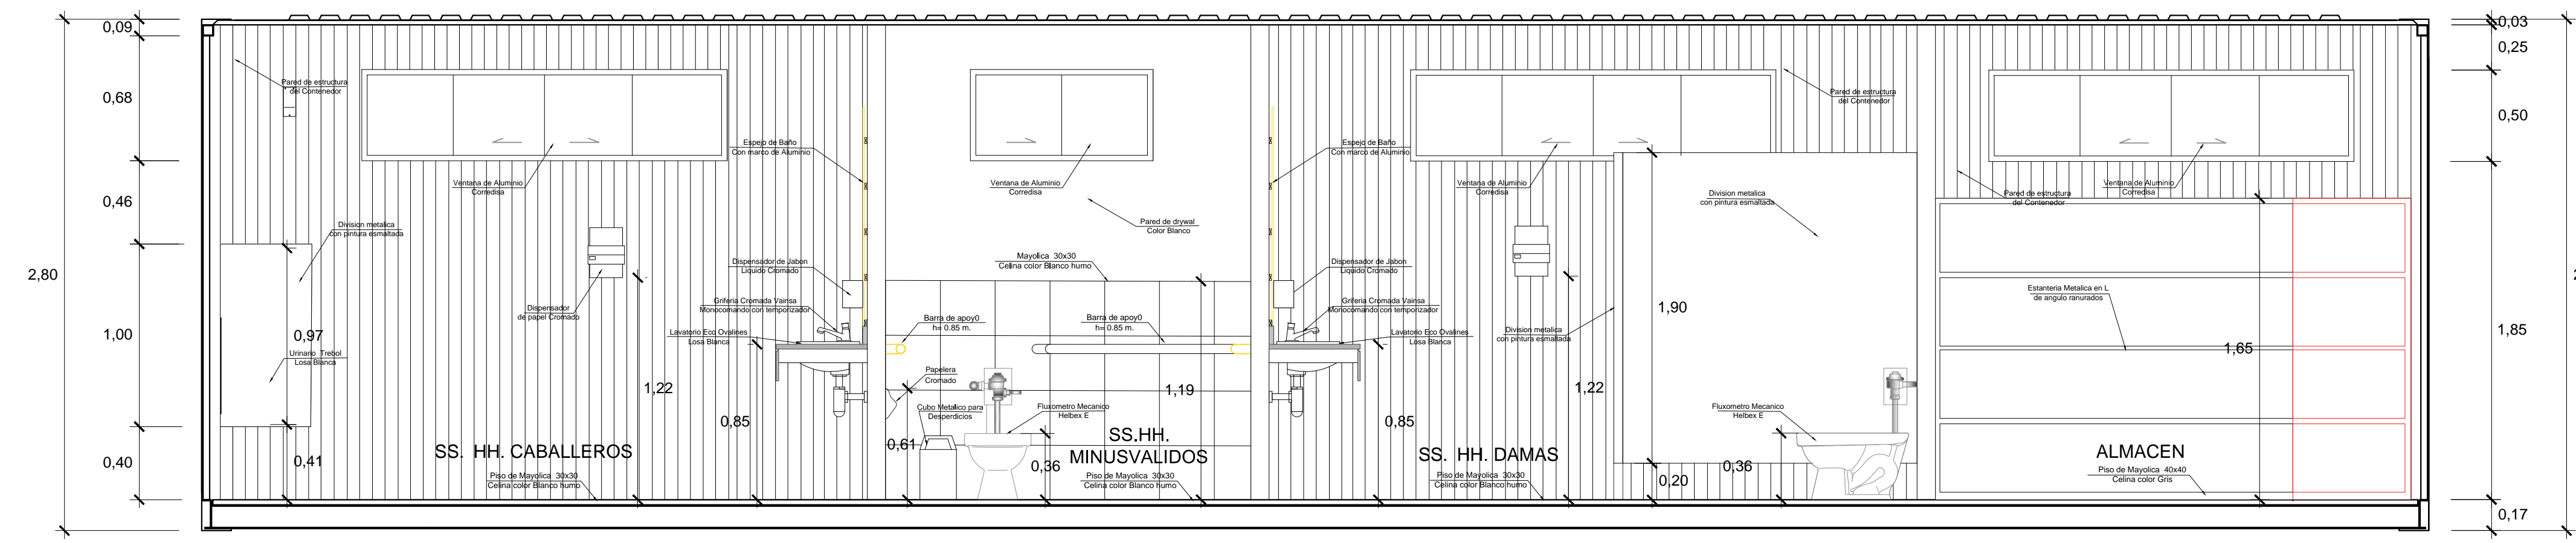 0,09
0,68
0,46
2,80
1,00
0,40
Pared de estructura
del Contenedor
Ventana de Aluminio
Corredisa
Division metalica
con pintura esmaltada
Dispensador
de papel Cromado
0,97
Urinario Trebol
Losa Blanca
0,41
1,22
SS. HH. CABALLEROS
Piso de Mayolica 30x30
Celina color Blanco humo
Espejo de Baño
Con marco de Aluminio
Dispensador de Jabon
Liquido Cromado
Griferia Cromada Vainsa
Monocomando con temporizador
Lavatorio Eco Ovalines
Losa Blanca
0,85
Ventana de Aluminio
Corredisa
Pared de drywal
Color Blanco
Mayolica 30x30
Celina color Blanco humo
Barra de apoy0
h= 0.85 m.
Barra de apoy0
h= 0.85 m.
Papelera
Cromado
Cubo Metalico para
Desperdicios
Fluxometro Mecanico
Helbex E
0,61
0,36
1,19
SS.HH.
MINUSVALIDOS
Piso de Mayolica 30x30
Celina color Blanco humo
Espejo de Baño
Con marco de Aluminio
Dispensador de Jabon
Liquido Cromado
Griferia Cromada Vainsa
Monocomando con temporizador
Lavatorio Eco Ovalines
Losa Blanca
0,85
Ventana de Aluminio
Corredisa
Division metalica
con pintura esmaltada
1,22
SS. HH. DAMAS
Piso de Mayolica 30x30
Celina color Blanco humo
Pared de estructura
del Contenedor
Division metalica
con pintura esmaltada
1,90
Fluxometro Mecanico
Helbex E
0,36
0,20
Pared de estructura
del Contenedor
Ventana de Aluminio
Corredisa
Estanteria Metalica en L
de angulo ranurados
1,65
ALMACEN
Piso de Mayolica 40x40
Celina color Gris
0,03
0,25
0,50
1,85
0,17